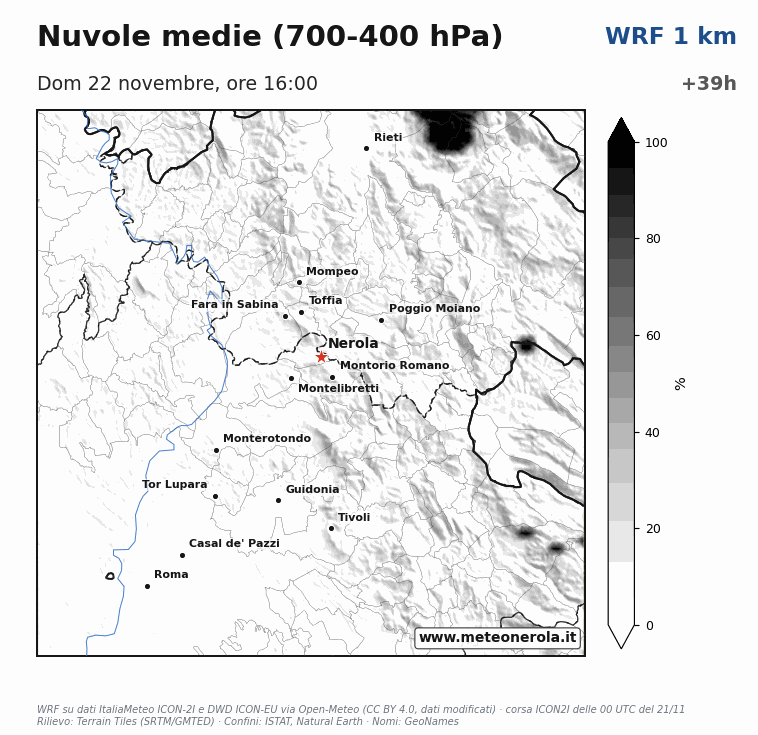 Nuvole medie (700-400 hPa)
WRF 1 km
Dom 22 novembre, ore 16:00
+39h
Rieti
Mompeo
Toffia
Fara in Sabina
Poggio Moiano
Nerola
Montorio Romano
Montelibretti
Monterotondo
Tor Lupara
Guidonia
Tivoli
Casal de' Pazzi
Roma
www.meteonerola.it
100
80
60
40
20
0
%
WRF su dati ItaliaMeteo ICON-2I e DWD ICON-EU via Open-Meteo (CC BY 4.0, dati modificati) · corsa ICON2I delle 00 UTC del 21/11
Rilievo: Terrain Tiles (SRTM/GMTED) · Confini: ISTAT, Natural Earth · Nomi: GeoNames